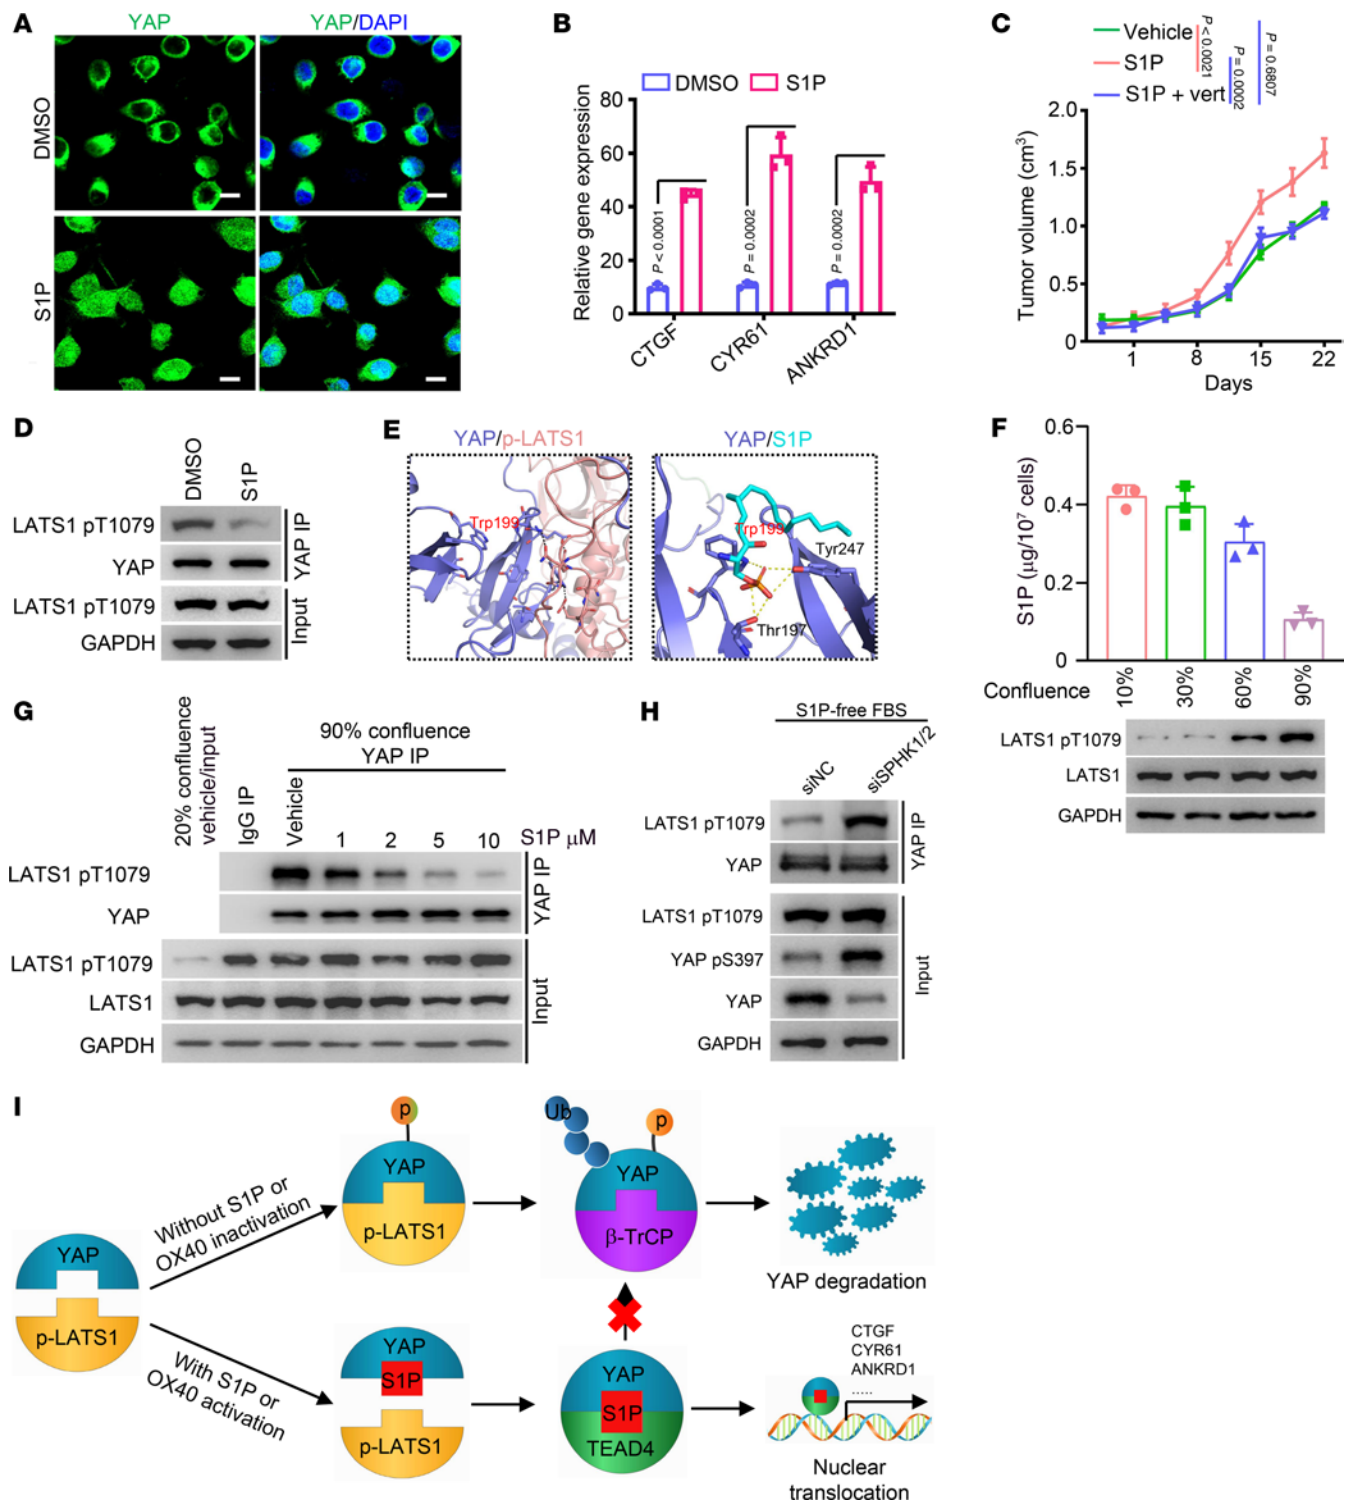 A
YAP
YAP/DAPI
DMSO
S1P
B
DMSO
S1P
Relative gene expression
80
60
40
20
0
P < 0.0001
P = 0.0002
P = 0.0002
CTGF
CYR61
ANKRD1
C
Vehicle
S1P
S1P + vert
P < 0.0021
P = 0.0002
P = 0.6807
Tumor volume (cm3)
2.0
1.5
1.0
0.5
0
1
8
15
22
Days
D
DMSO
S1P
LATS1 pT1079
YAP
LATS1 pT1079
GAPDH
YAP IP
Input
E
YAP/p-LATS1
YAP/S1P
Trp199
Trp199
Tyr247
Thr197
F
S1P (μg/10⁷ cells)
0.6
0.4
0.2
0
Confluence
10%
30%
60%
90%
LATS1 pT1079
LATS1
GAPDH
G
20% confluence
vehicle/input
IgG IP
90% confluence
YAP IP
Vehicle
1
2
5
10
S1P μM
LATS1 pT1079
YAP
LATS1 pT1079
LATS1
GAPDH
YAP IP
Input
H
S1P-free FBS
siNC
siSPHK1/2
LATS1 pT1079
YAP
LATS1 pT1079
YAP pS397
YAP
GAPDH
YAP IP
Input
I
YAP
p-LATS1
Without S1P or
OX40 inactivation
With S1P or
OX40 activation
p
YAP
p-LATS1
Ub
p
YAP
β-TrCP
YAP degradation
YAP
S1P
p-LATS1
YAP
S1P
TEAD4
CTGF
CYR61
ANKRD1
.....
Nuclear
translocation